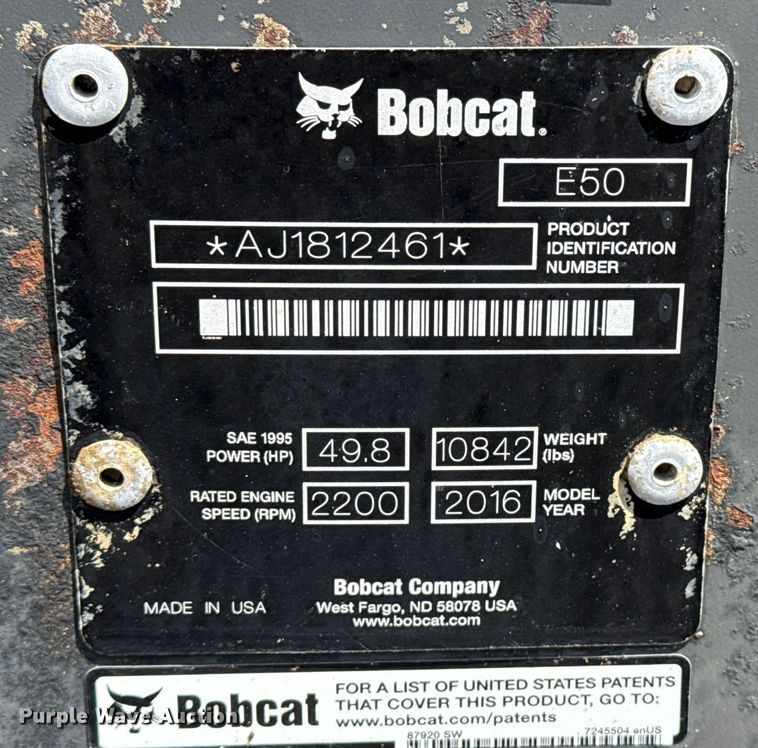 Bobcat®
E50
*AJ1812461*
PRODUCT
IDENTIFICATION
NUMBER
SAE 1995
POWER (HP)
49.8
10842
WEIGHT
(lbs)
RATED ENGINE
SPEED (RPM)
2200
2016
MODEL
YEAR
Bobcat Company
MADE IN USA
West Fargo, ND 58078 USA
www.bobcat.com
Bobcat
FOR A LIST OF UNITED STATES PATENTS
THAT COVER THIS PRODUCT, GO TO:
www.bobcat.com/patents
87920 SW
7245504 enUS
Purple Wave Auction